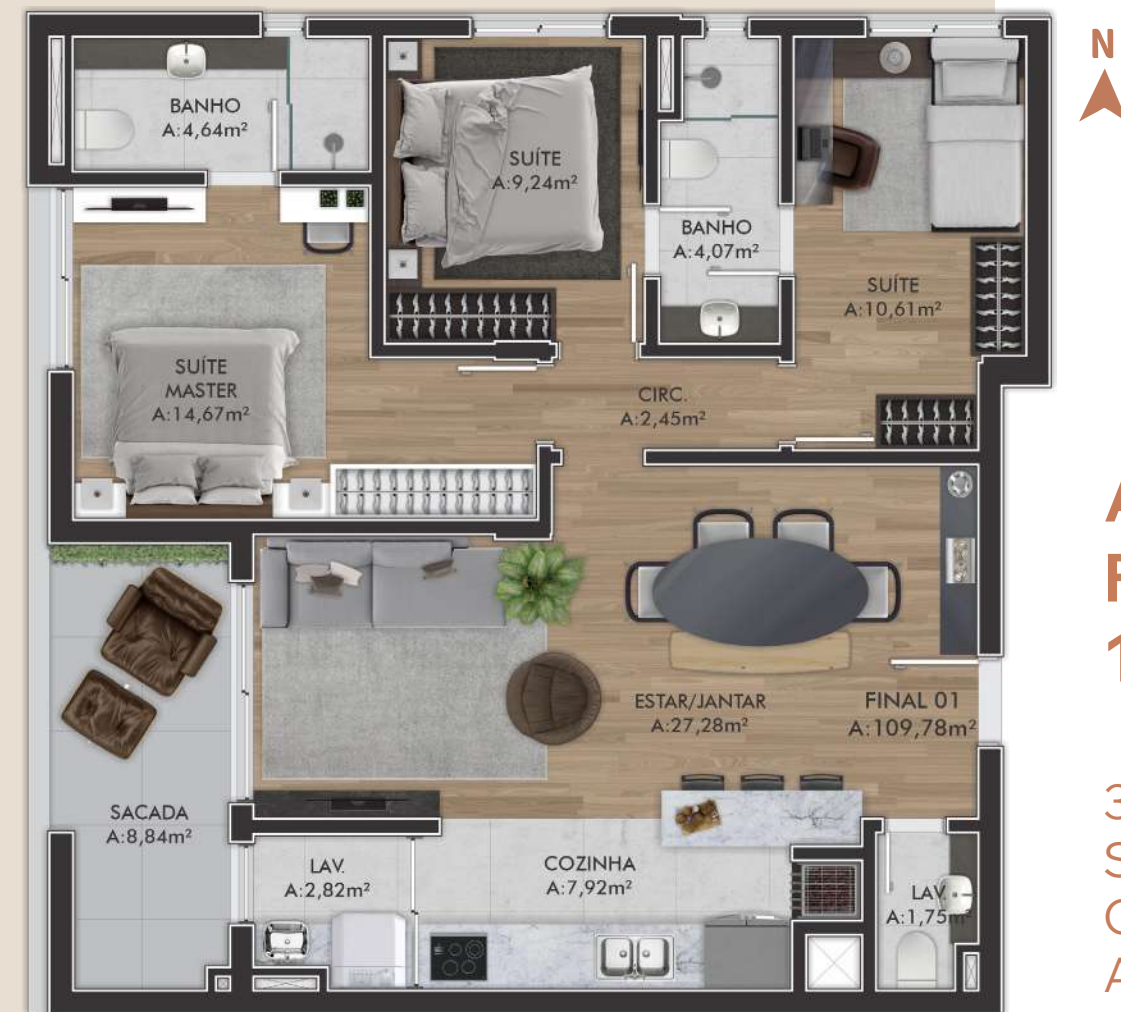 N
BANHO
A:4,64m²
SUÍTE
A:9,24m²
BANHO
A:4,07m²
SUÍTE
A:10,61m²
SUÍTE
MASTER
A:14,67m²
CIRC.
A:2,45m²
ESTAR/JANTAR
A:27,28m²
FINAL 01
A:109,78m²
SACADA
A:8,84m²
LAV.
A:2,82m²
COZINHA
A:7,92m²
LAV.
A:1,75m²